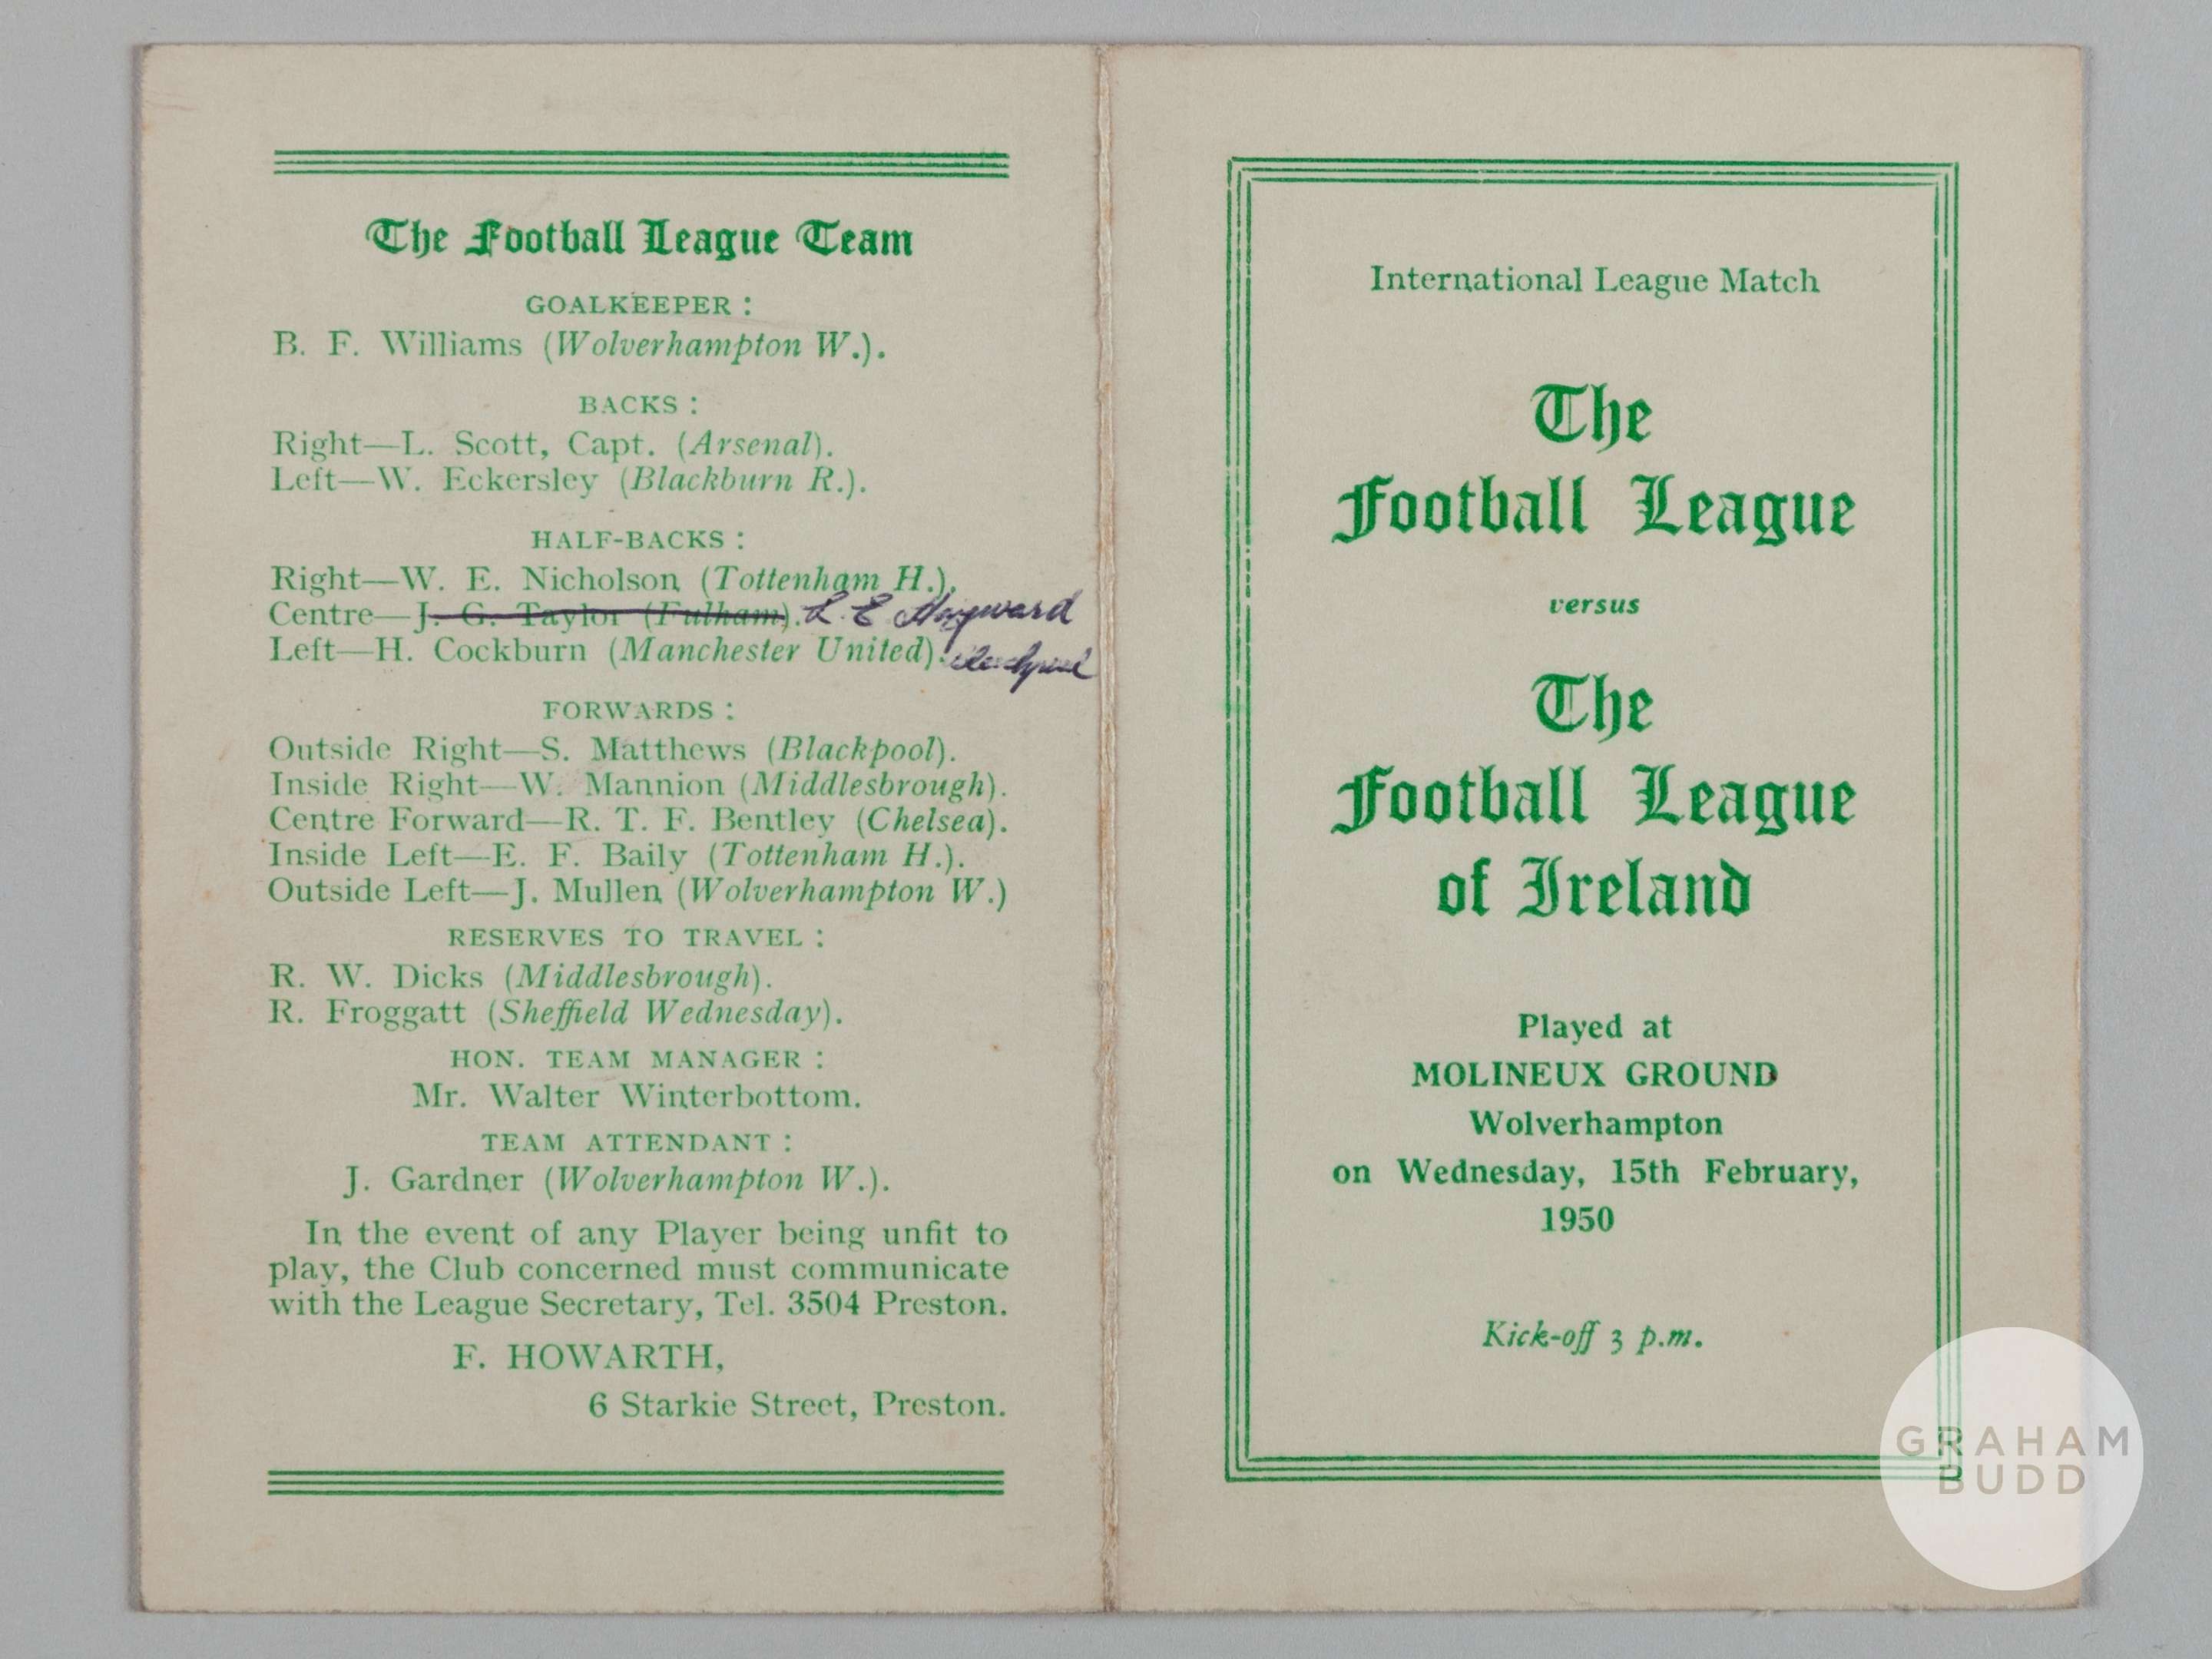 The Football League Team
GOALKEEPER :
B. F. Williams (Wolverhampton W.).
BACKS :
Right—L. Scott, Capt. (Arsenal).
Left—W. Eckersley (Blackburn R.).
HALF-BACKS :
Right—W. E. Nicholson (Tottenham H.).
Centre—J. G. Taylor (Fulham). L. E Hayward
Left—H. Cockburn (Manchester United).
FORWARDS :
Outside Right—S. Matthews (Blackpool).
Inside Right—W. Mannion (Middlesbrough).
Centre Forward—R. T. F. Bentley (Chelsea).
Inside Left—E. F. Baily (Tottenham H.).
Outside Left—J. Mullen (Wolverhampton W.)
RESERVES TO TRAVEL :
R. W. Dicks (Middlesbrough).
R. Froggatt (Sheffield Wednesday).
HON. TEAM MANAGER :
Mr. Walter Winterbottom.
TEAM ATTENDANT :
J. Gardner (Wolverhampton W.).
In the event of any Player being unfit to
play, the Club concerned must communicate
with the League Secretary, Tel. 3504 Preston.
F. HOWARTH,
6 Starkie Street, Preston.
International League Match
The
Football League
versus
The
Football League
of Ireland
Played at
MOLINEUX GROUND
Wolverhampton
on Wednesday, 15th February,
1950
Kick-off 3 p.m.
GRAHAM
BUDD